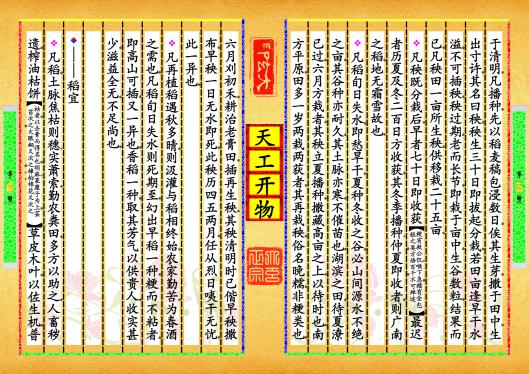 于清明凡播种先以稻麦稿包浸数日俟其生芽撒于田中生
出寸许其名曰秧秧生三十日即拔起分栽若田亩逢旱干水
溢不可插秧秧过期老而长节即栽于亩中生谷数粒结果而
已凡秧田一亩所生秧供移栽二十五亩
凡秧既分栽后早者七十日即收获【粳有救公饥喉下急糯有金包银之类方语百千不可殚述】最迟
者历夏及冬二百日方收获其冬季播种仲夏即收者则广南
之稻地无霜雪故也
凡稻旬日失水即愁旱干夏种冬收之谷必山间源水不绝
之亩其谷种亦耐久其土脉亦寒不催苗也湖滨之田待夏潦
已过六月方栽者其秧立夏播种撒藏高亩之上以待时也南
方平原田多一岁两栽两获者其再栽秧俗名晚糯非粳类也
天工开物
六月刈初禾耕治老膏田插再生秧其秧清明时已偕早秧撒
布早秧一日无水即死此秧历四五两月任从烈日暵干无忧
此一异也
凡再植稻遇秋多晴则汲灌与稻相终始农家勤苦为春酒
之需也凡稻旬日失水则死期至幻出旱稻一种粳而不粘者
即高山可插又一异也香稻一种取其芳气以供贵人收实甚
少滋益全无不足尚也
——稻宜
凡稻土脉焦枯则穗实萧索勤农粪田多方以助之人畜秽
遗榨油枯饼【枯者以去膏而得名也胡麻莱菔子为上芸苔次之大眼桐又次之樟桕棉花又次之】草皮木叶以佐生机普